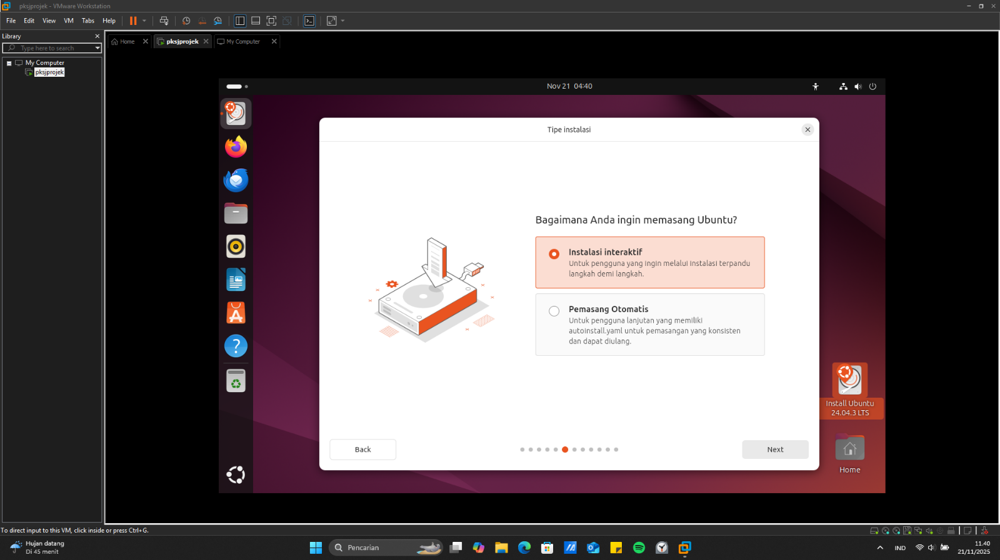 pksjprojek - VMware Workstation
File Edit View VM Tabs Help
Library
Type here to search
My Computer
pksjprojek
Home
pksjprojek
My Computer
Nov 21 04:40
Tipe instalasi
Bagaimana Anda ingin memasang Ubuntu?
Instalasi interaktif
Untuk pengguna yang ingin melalui instalasi terpandu
langkah demi langkah.
Pemasang Otomatis
Untuk pengguna lanjutan yang memiliki
autoinstall.yaml untuk pemasangan yang konsisten
dan dapat diulang.
Back
Next
Install Ubuntu
24.04.3 LTS
Home
To direct input to this VM, click inside or press Ctrl+G.
Hujan datang
Di 45 menit
Pencarian
IND
11.40
21/11/2025